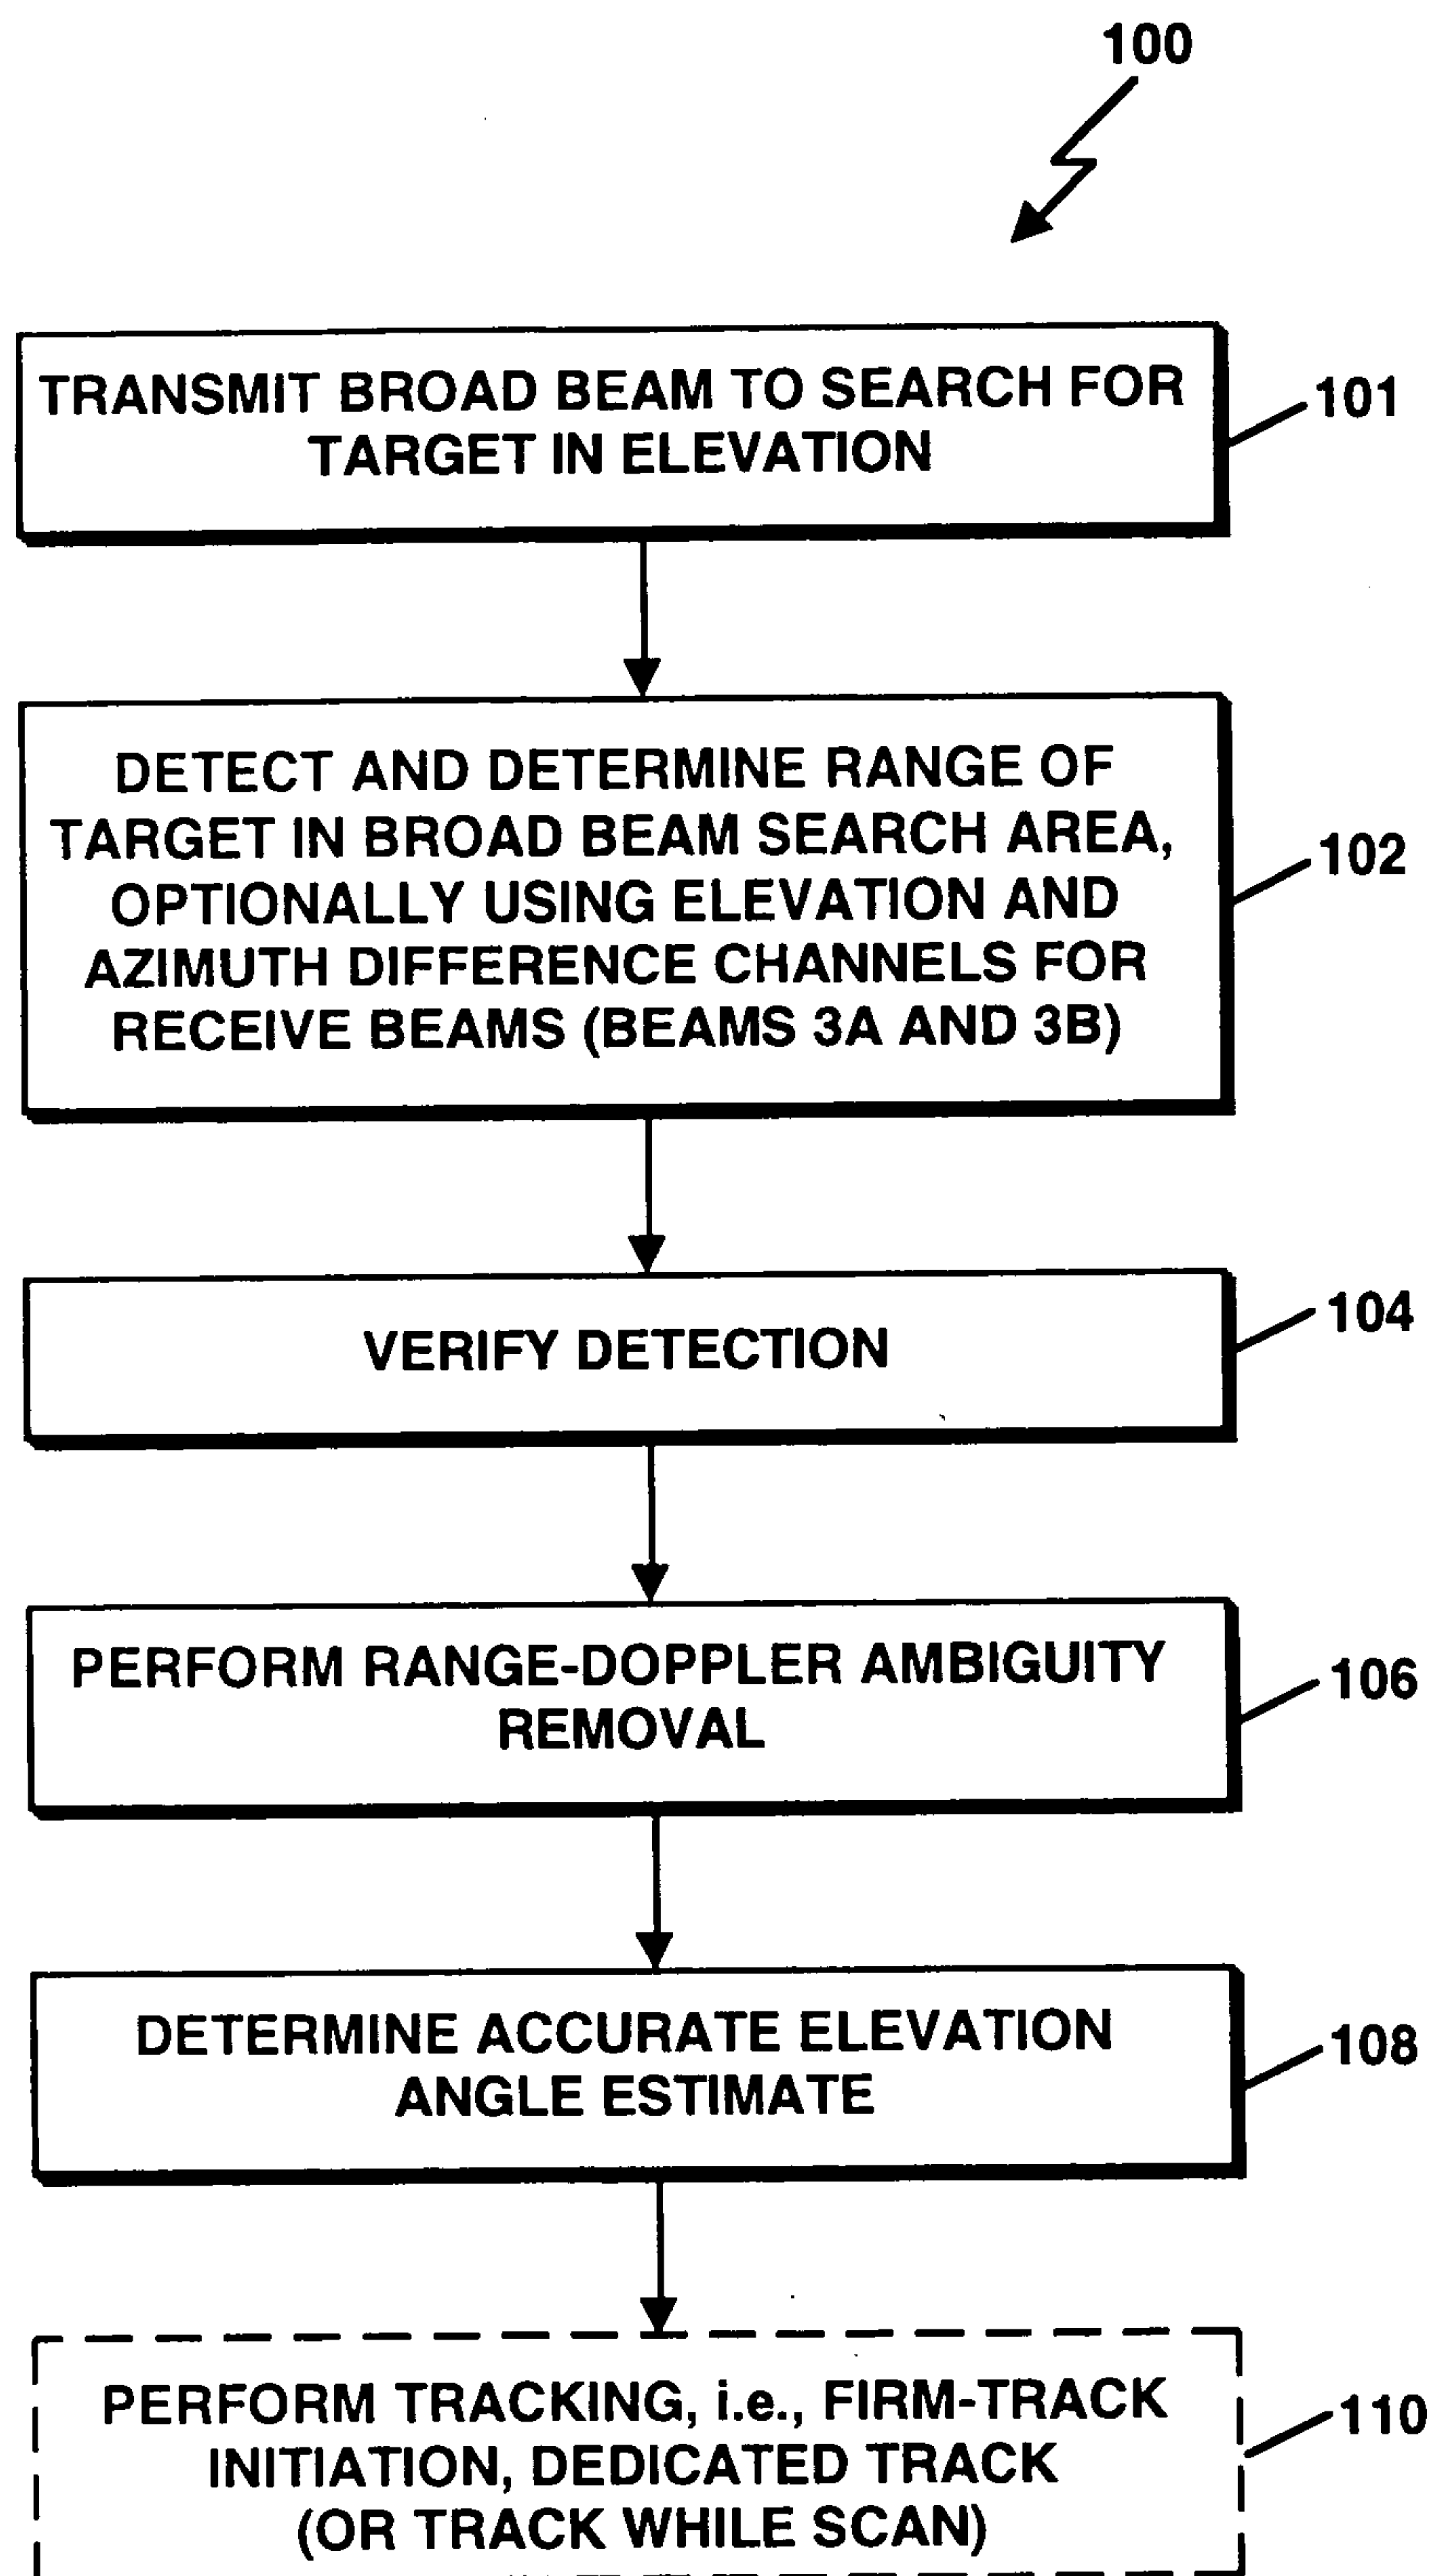 100
TRANSMIT BROAD BEAM TO SEARCH FOR
TARGET IN ELEVATION
101
DETECT AND DETERMINE RANGE OF
TARGET IN BROAD BEAM SEARCH AREA,
OPTIONALLY USING ELEVATION AND
AZIMUTH DIFFERENCE CHANNELS FOR
RECEIVE BEAMS (BEAMS 3A AND 3B)
102
VERIFY DETECTION
104
PERFORM RANGE-DOPPLER AMBIGUITY
REMOVAL
106
DETERMINE ACCURATE ELEVATION
ANGLE ESTIMATE
108
PERFORM TRACKING, i.e., FIRM-TRACK
INITIATION, DEDICATED TRACK
(OR TRACK WHILE SCAN)
110